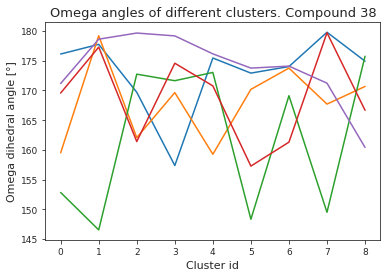 Omega angles of different clusters. Compound 38
Omega dihedral angle [°]
180
175
170
165
160
155
150
145
0 1 2 3 4 5 6 7 8
Cluster id